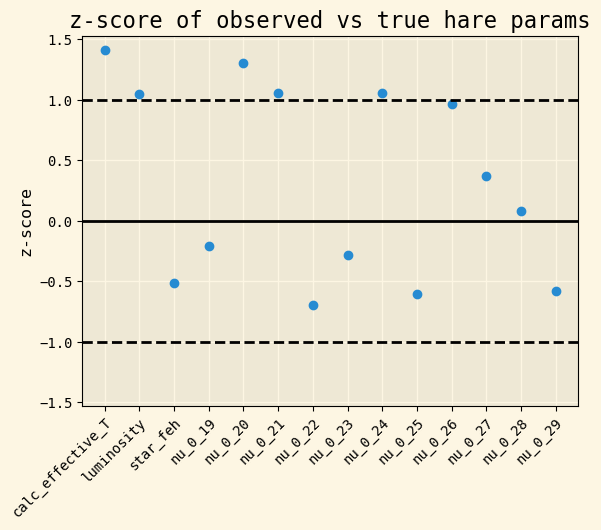 z-score of observed vs true hare params
z-score
1.5
1.0
0.5
0.0
−0.5
−1.0
−1.5
calc_effective_T
luminosity
star_feh
nu_0_19
nu_0_20
nu_0_21
nu_0_22
nu_0_23
nu_0_24
nu_0_25
nu_0_26
nu_0_27
nu_0_28
nu_0_29